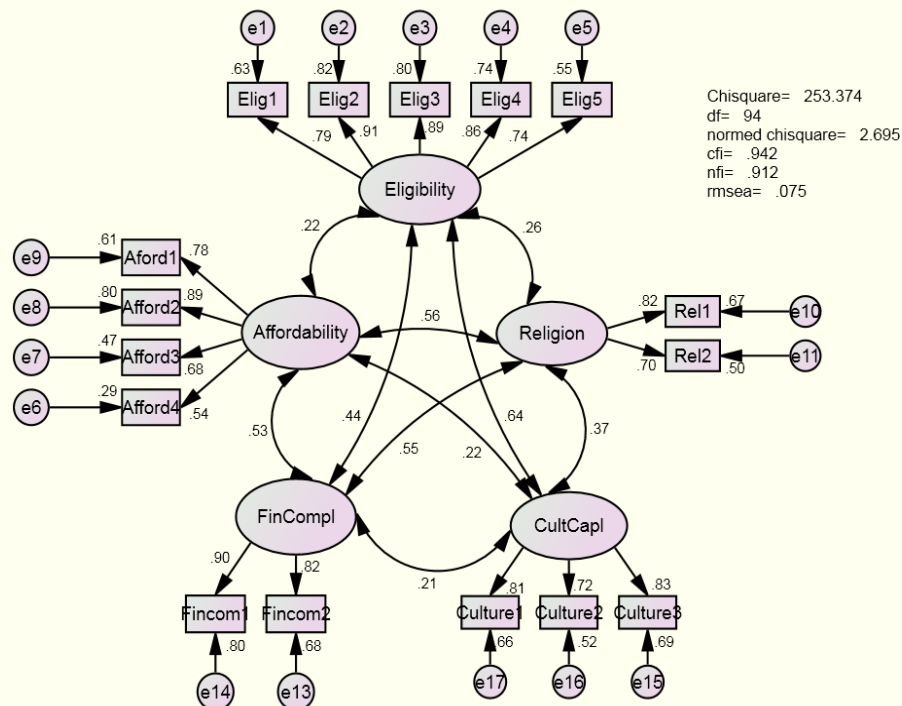 e1 e2 e3 e4 e5
.63 .82 .80 .74 .55
Elig1 Elig2 Elig3 Elig4 Elig5
.79 .91 .89 .86 .74
Eligibility
Chisquare= 253.374
df= 94
normed chisquare= 2.695
cfi= .942
nfi= .912
rmsea= .075
.22 .26
e9 .61 Aford1 .78
e8 .80 Afford2 .89
e7 .47 Afford3 .68
e6 .29 Afford4 .54
Affordability .56 Religion
.82 Rel1 .67 e10
.70 Rel2 .50 e11
.53 .44 .55 .22 .64 .37
FinCompl CultCapl
.21
.90 .82 .81 .72 .83
Fincom1 Fincom2 Culture1 Culture2 Culture3
.80 .68 .66 .52 .69
e14 e13 e17 e16 e15